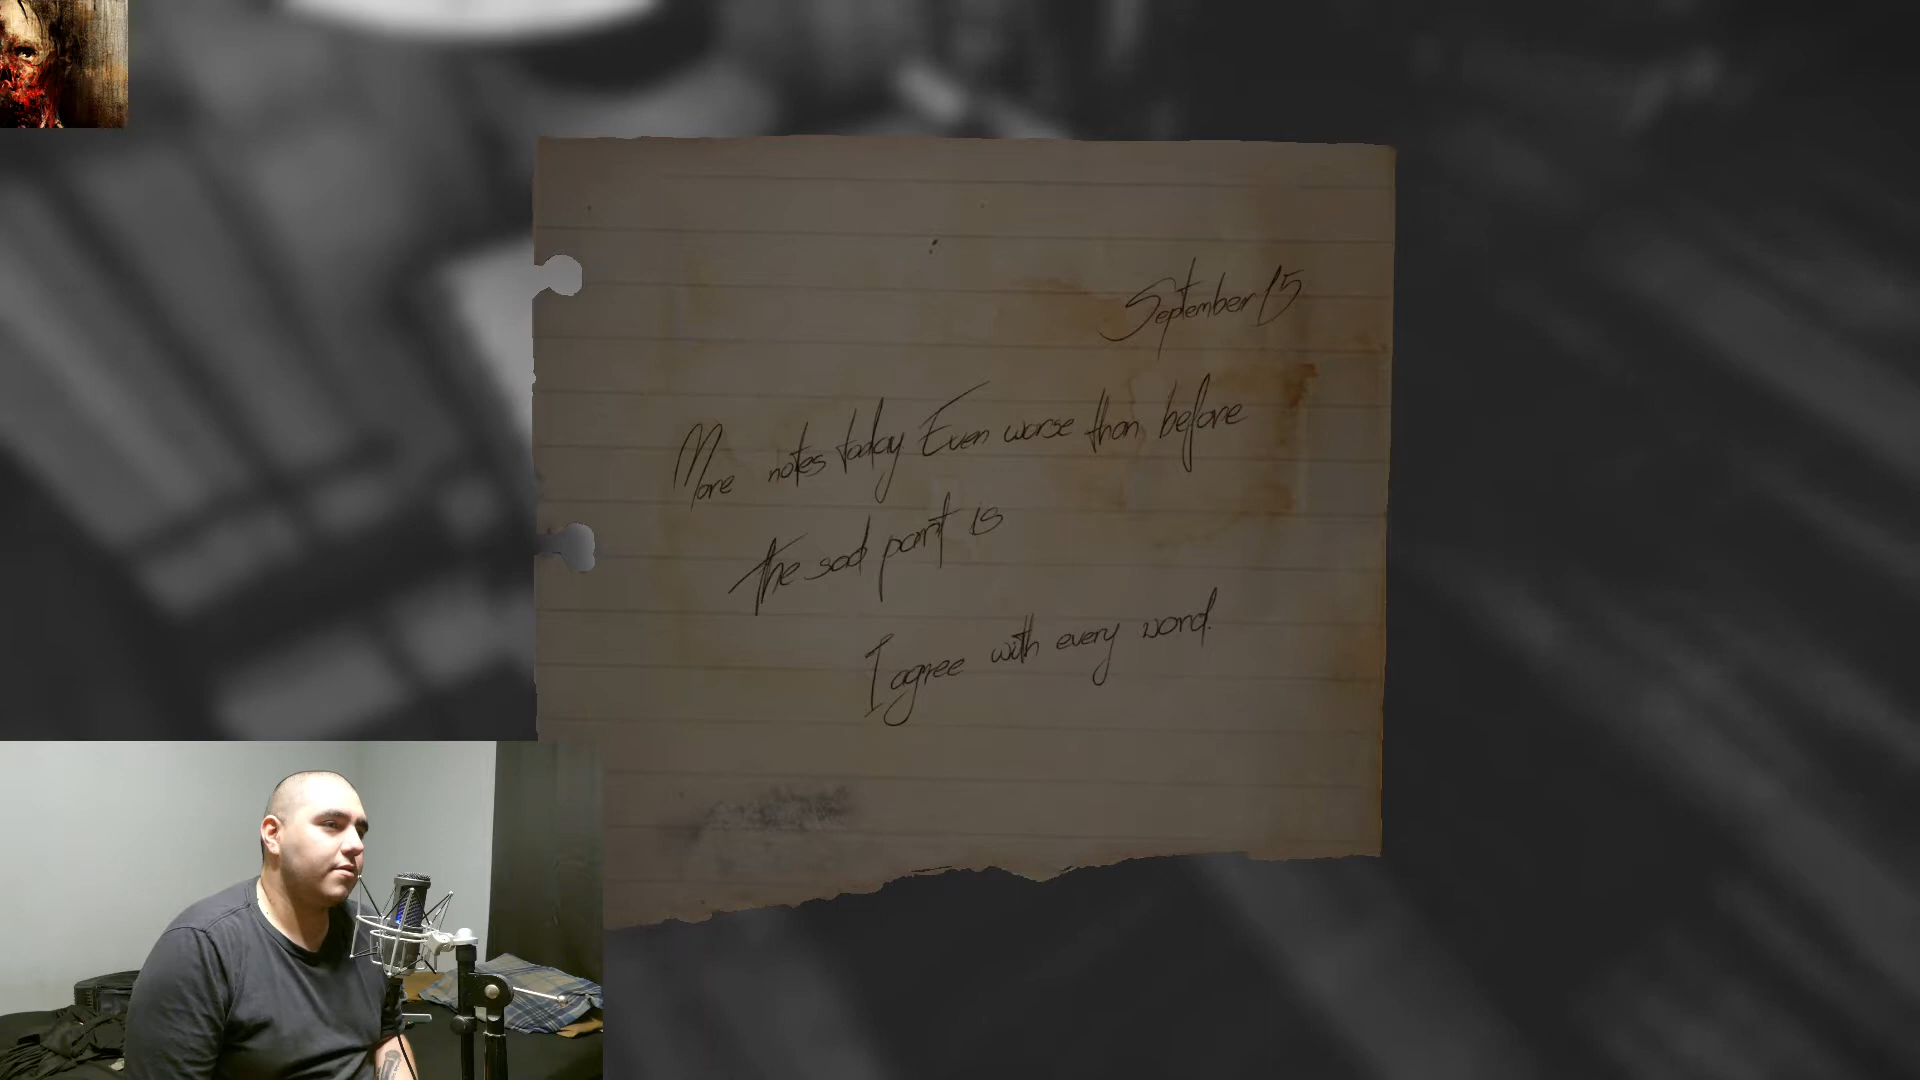 September 15
More notes today Even worse than before
the sad part is
I agree with every word.